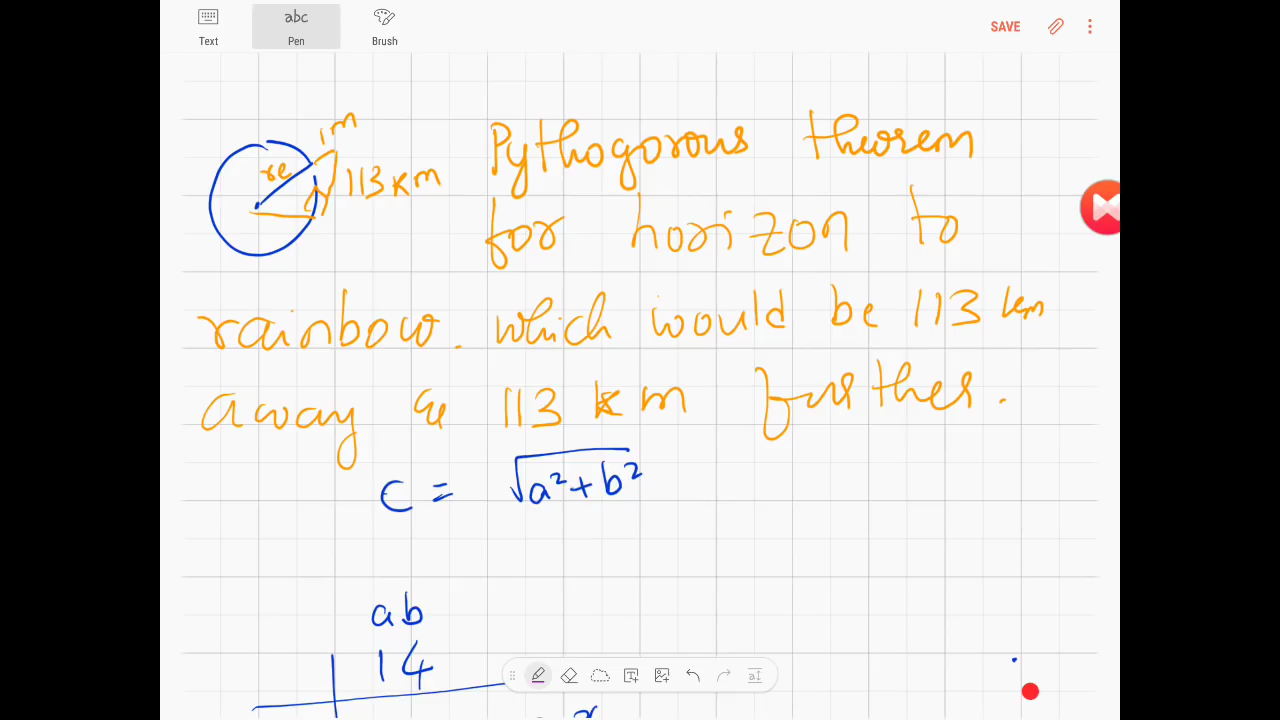 abc
SAVE
Text
Pen
Brush
1m
re
113 km
Pythogorous theorem
for horizon to
rainbow. which would be 113 km
away & 113 km further.
c = √a²+b²
ab
14